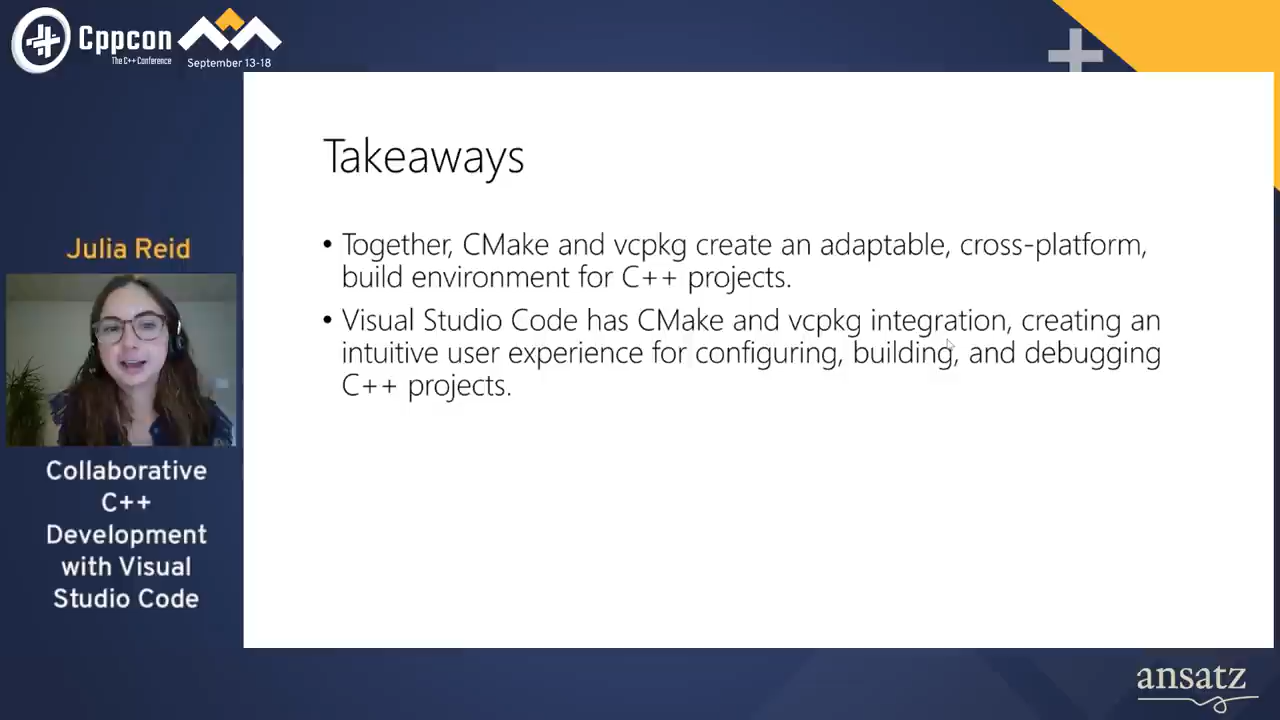 Cppcon
The C++ Conference
September 13-18
Julia Reid
Collaborative
C++
Development
with Visual
Studio Code
Takeaways
• Together, CMake and vcpkg create an adaptable, cross-platform,
build environment for C++ projects.
• Visual Studio Code has CMake and vcpkg integration, creating an
intuitive user experience for configuring, building, and debugging
C++ projects.
ansatz